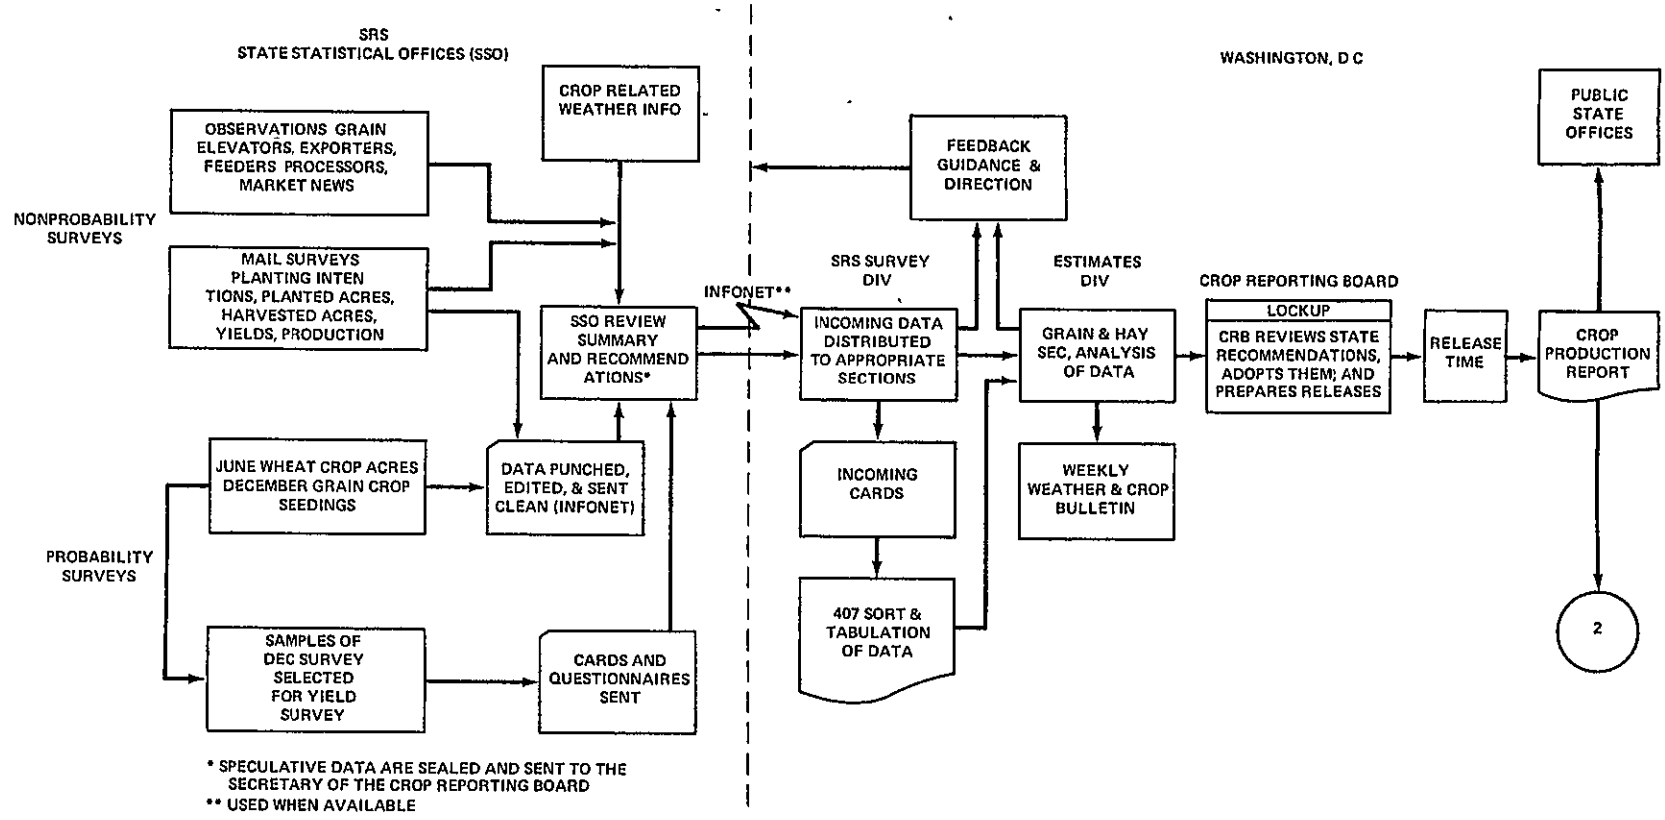 SRS
STATE STATISTICAL OFFICES (SSO)
WASHINGTON, D C
CROP RELATED
WEATHER INFO
OBSERVATIONS GRAIN
ELEVATORS, EXPORTERS,
FEEDERS PROCESSORS,
MARKET NEWS
NONPROBABILITY
SURVEYS
MAIL SURVEYS
PLANTING INTEN
TIONS, PLANTED ACRES,
HARVESTED ACRES,
YIELDS, PRODUCTION
SSO REVIEW
SUMMARY
AND RECOMMEND
ATIONS*
JUNE WHEAT CROP ACRES
DECEMBER GRAIN CROP
SEEDINGS
DATA PUNCHED,
EDITED, & SENT
CLEAN (INFONET)
PROBABILITY
SURVEYS
SAMPLES OF
DEC SURVEY
SELECTED
FOR YIELD
SURVEY
CARDS AND
QUESTIONNAIRES
SENT
* SPECULATIVE DATA ARE SEALED AND SENT TO THE
SECRETARY OF THE CROP REPORTING BOARD
** USED WHEN AVAILABLE
INFONET**
FEEDBACK
GUIDANCE &
DIRECTION
SRS SURVEY
DIV
INCOMING DATA
DISTRIBUTED
TO APPROPRIATE
SECTIONS
INCOMING
CARDS
407 SORT &
TABULATION
OF DATA
ESTIMATES
DIV
GRAIN & HAY
SEC, ANALYSIS
OF DATA
WEEKLY
WEATHER & CROP
BULLETIN
CROP REPORTING BOARD
LOCKUP
CRB REVIEWS STATE
RECOMMENDATIONS,
ADOPTS THEM; AND
PREPARES RELEASES
RELEASE
TIME
CROP
PRODUCTION
REPORT
PUBLIC
STATE
OFFICES
2